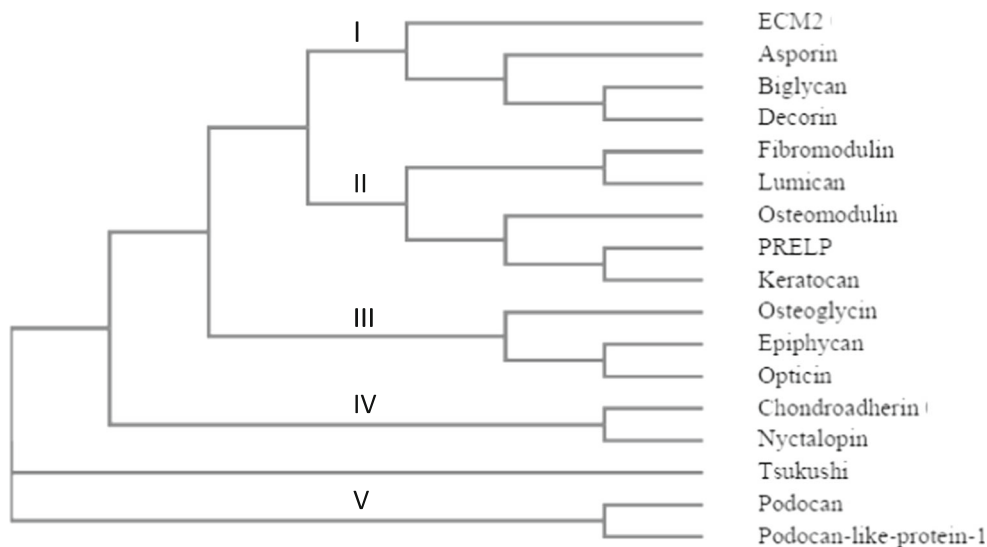 I
ECM2
Asporin
Biglycan
Decorin
Fibromodulin
II
Lumican
Osteomodulin
PRELP
Keratocan
III
Osteoglycin
Epiphycan
Opticin
IV
Chondroadherin
Nyctalopin
Tsukushi
V
Podocan
Podocan-like-protein-1